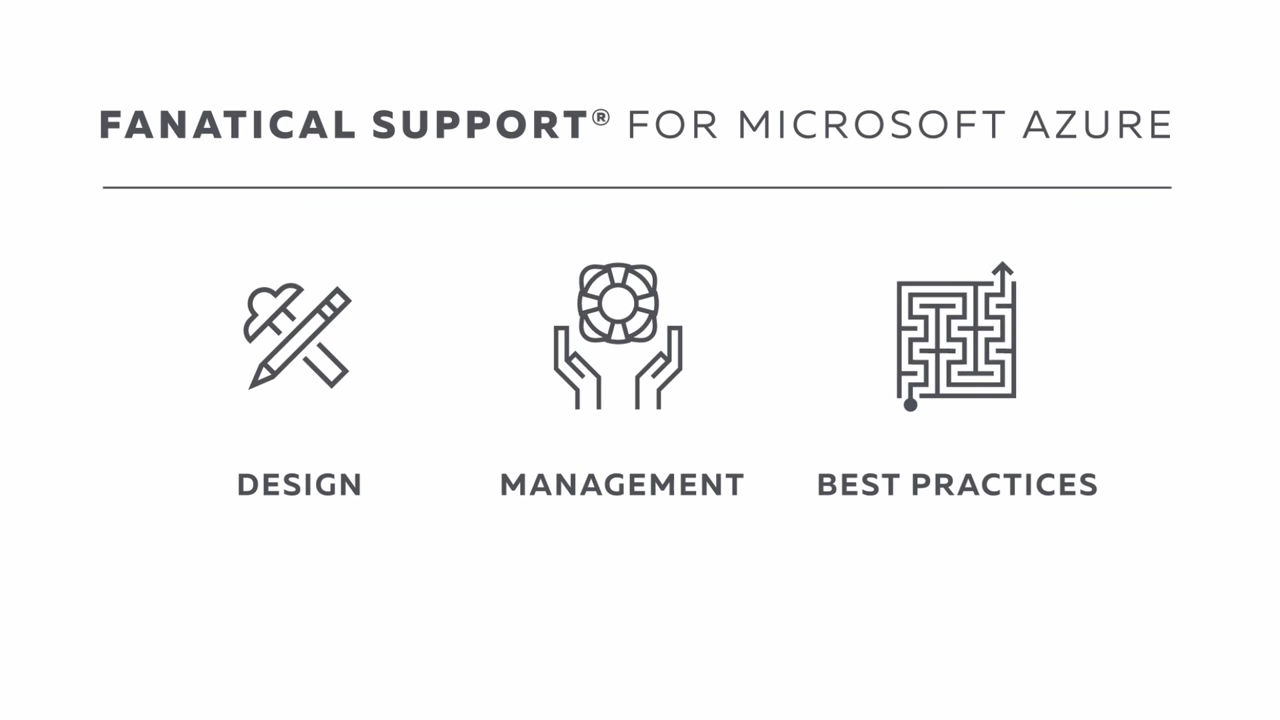 FANATICAL SUPPORT® FOR MICROSOFT AZURE
DESIGN
MANAGEMENT
BEST PRACTICES